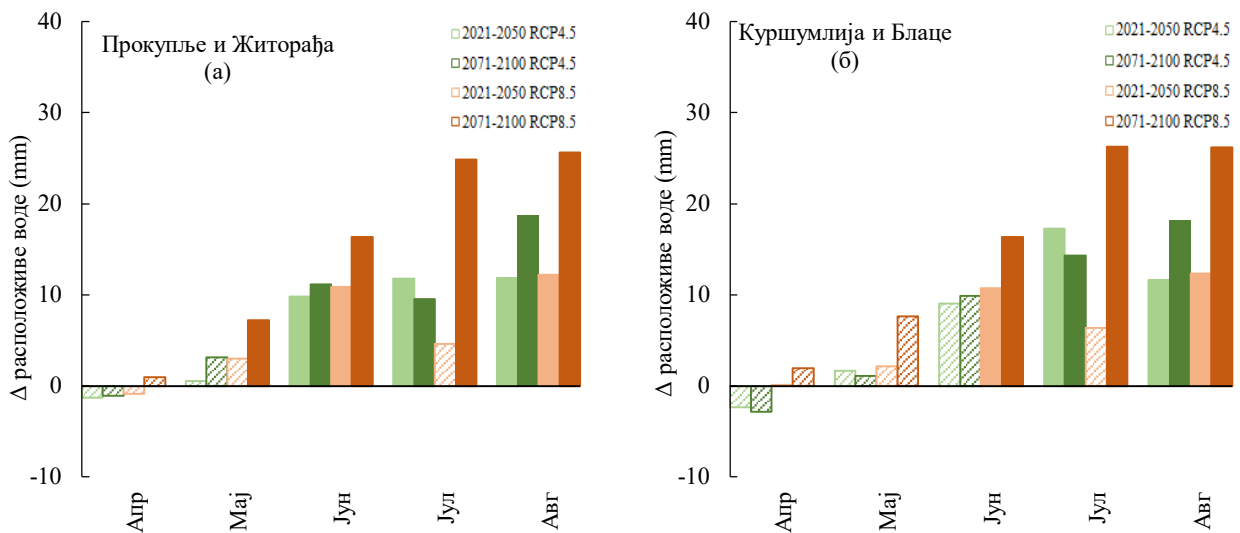 Δ расположиве воде (mm)
40
30
20
10
0
-10
Прокупље и Житорађа
(а)
2021-2050 RCP4.5
2071-2100 RCP4.5
2021-2050 RCP8.5
2071-2100 RCP8.5
Апр
Мај
Јун
Јул
Авг
Δ расположиве воде (mm)
40
30
20
10
0
-10
Куршумлија и Блаце
(б)
2021-2050 RCP4.5
2071-2100 RCP4.5
2021-2050 RCP8.5
2071-2100 RCP8.5
Апр
Мај
Јун
Јул
Авг